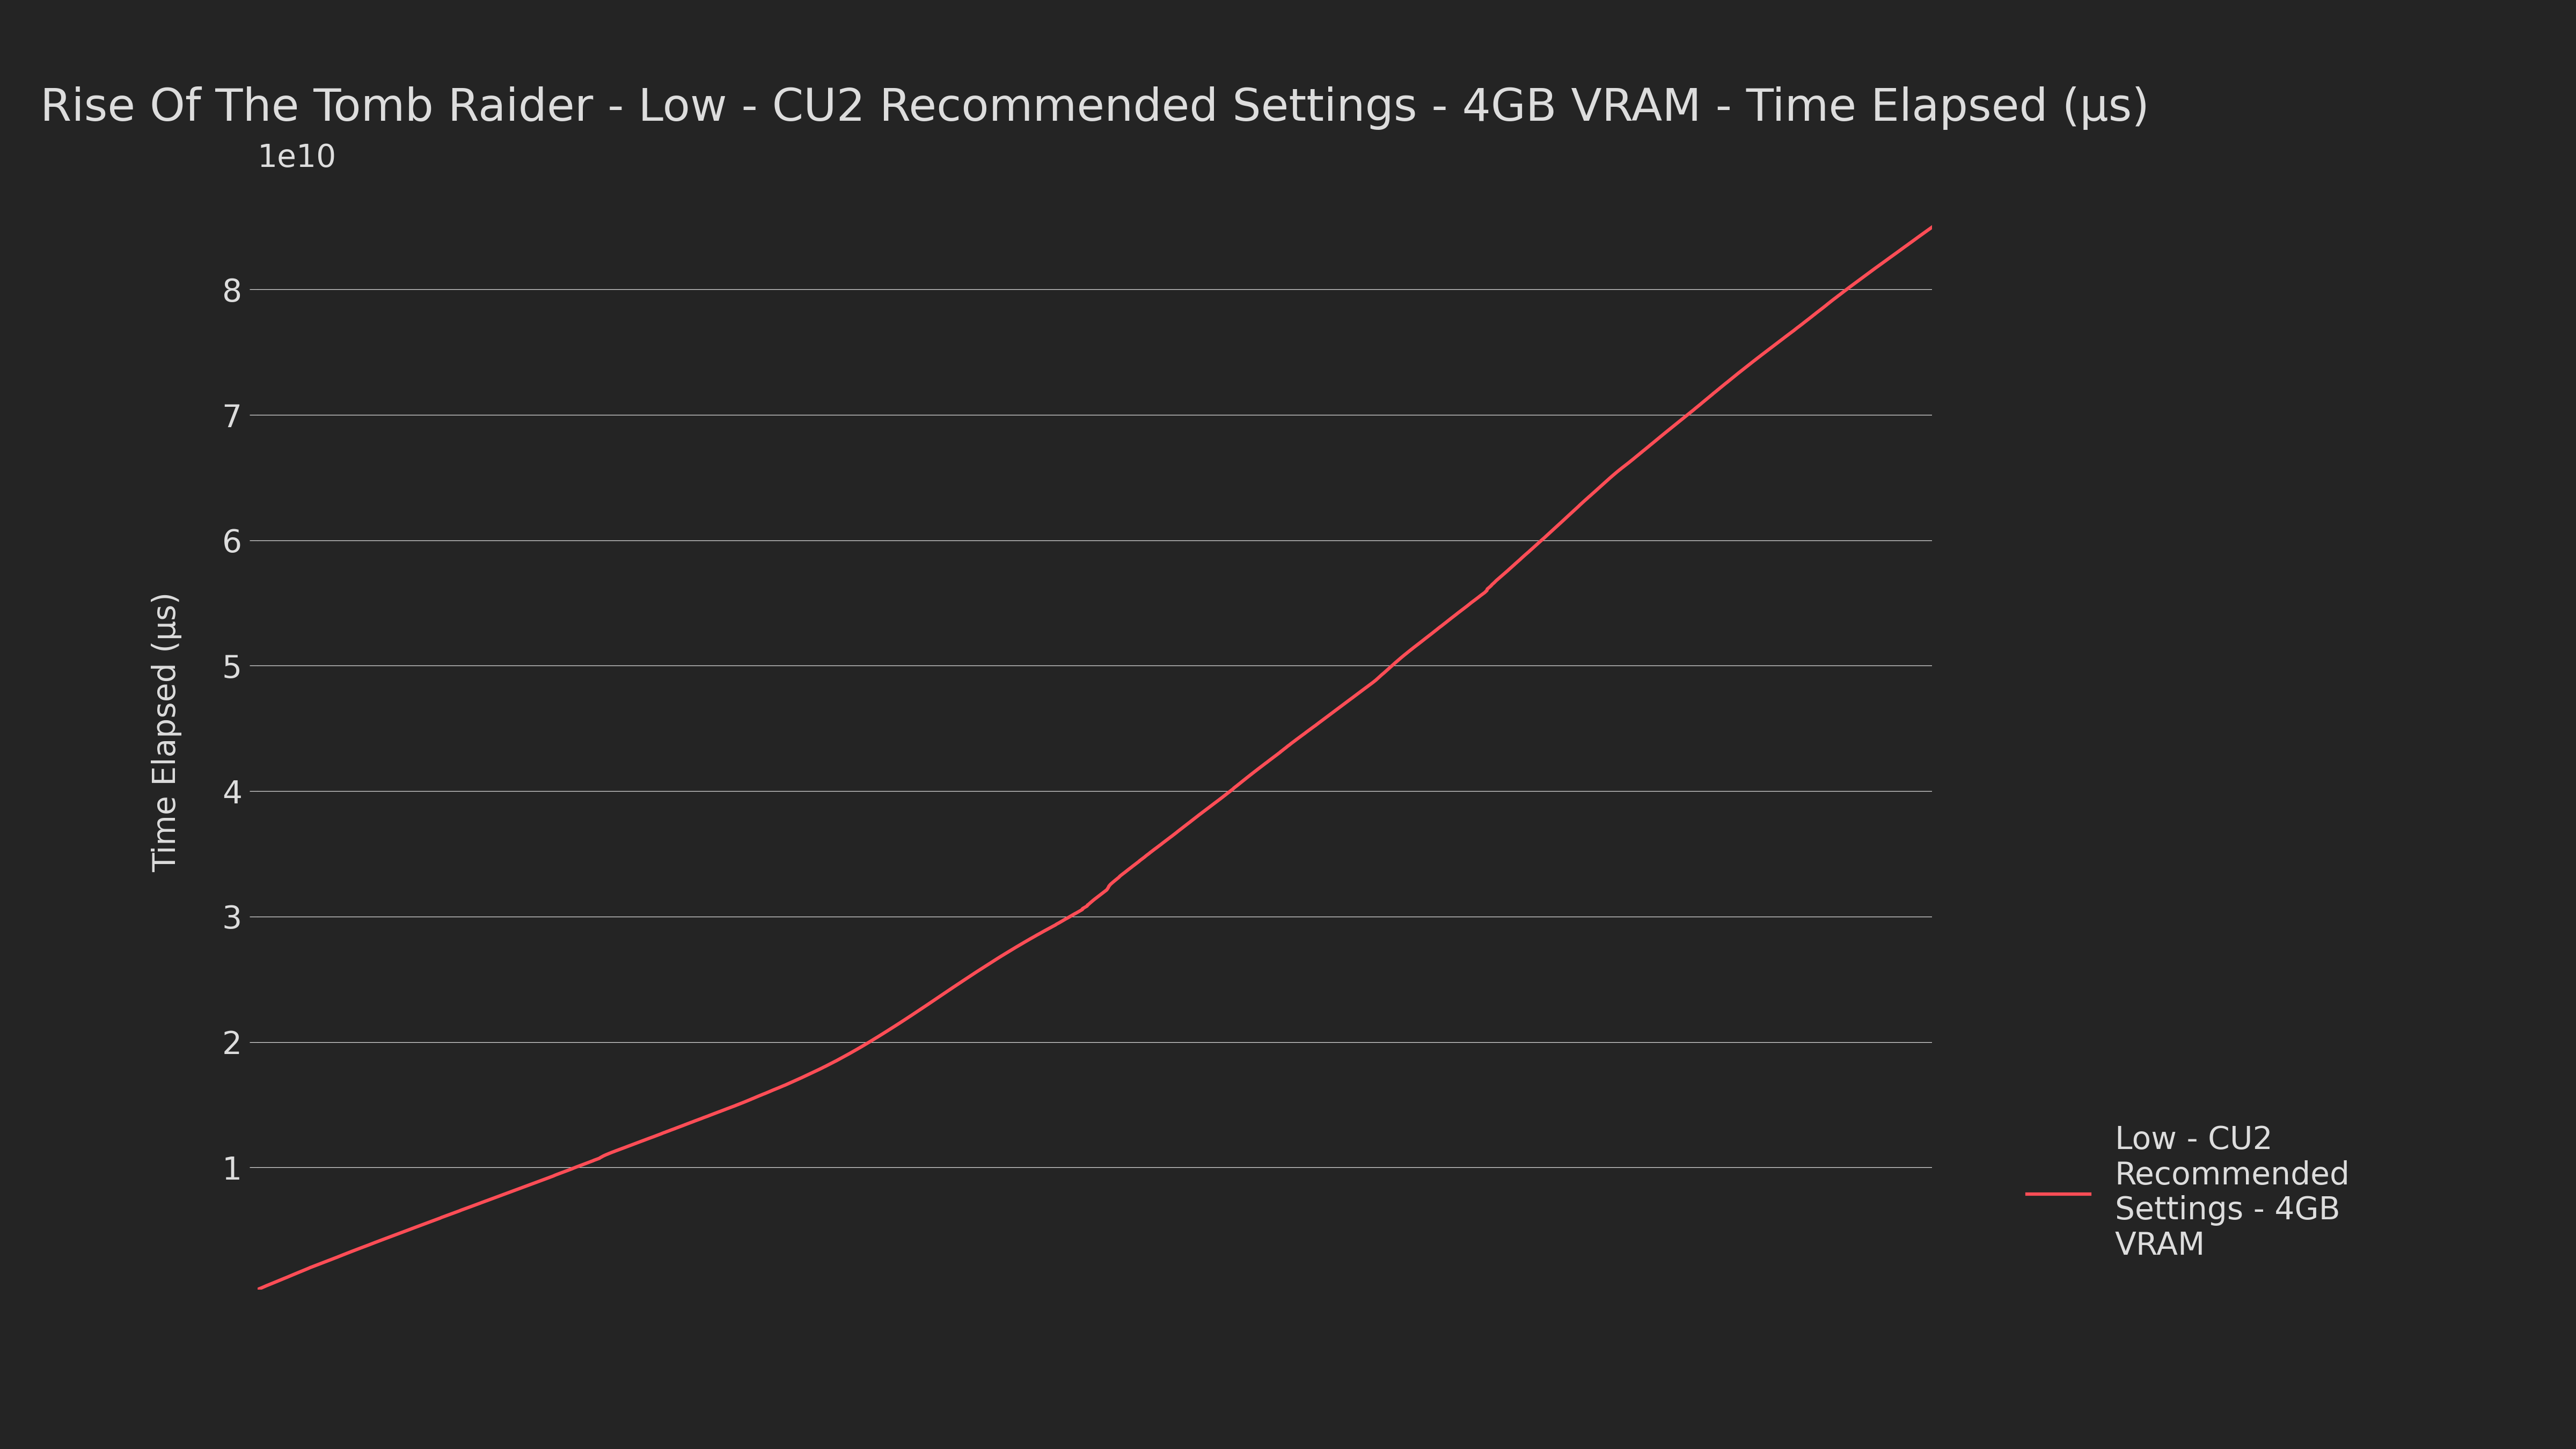 Rise Of The Tomb Raider - Low - CU2 Recommended Settings - 4GB VRAM - Time Elapsed (µs)
1e10
8
7
6
5
4
3
2
1
Time Elapsed (µs)
Low - CU2
Recommended
Settings - 4GB
VRAM